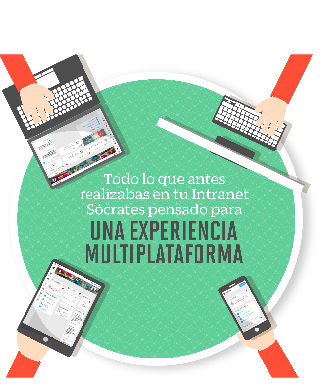 Todo lo que antes
realizabas en tu Intranet
Sócrates pensado para
UNA EXPERIENCIA
MULTIPLATAFORMA